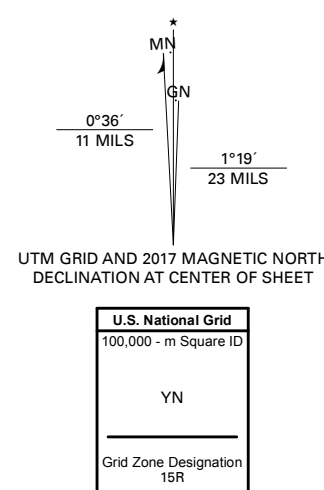 ★
MN
GN
0°36´
11 MILS
1°19´
23 MILS
UTM GRID AND 2017 MAGNETIC NORTH
DECLINATION AT CENTER OF SHEET
U.S. National Grid
100,000 - m Square ID
YN
Grid Zone Designation
15R